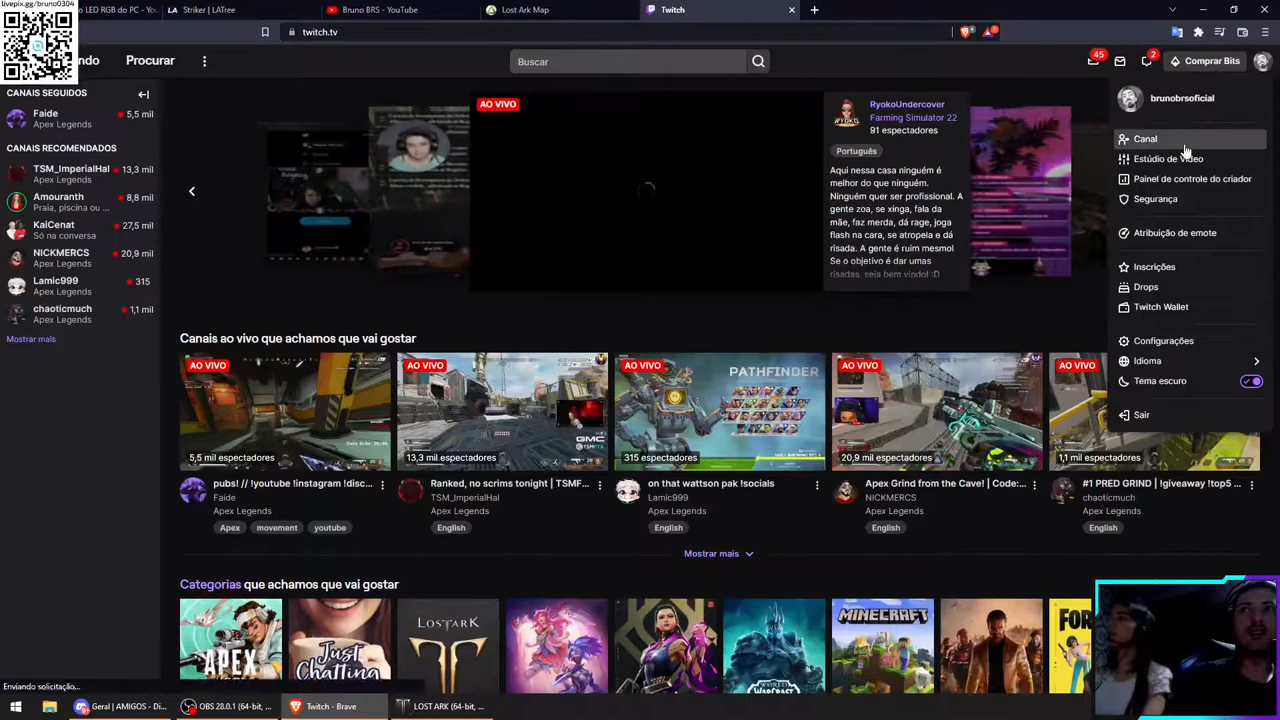 livepix.gg/bruno0304
o LED RGB do PC - You
Striker | LATree
Bruno BRS - YouTube
Lost Ark Map
Twitch
twitch.tv
ndo
Procurar
Buscar
45
2
Comprar Bits
CANAIS SEGUIDOS
Faide
5,5 mil
Apex Legends
CANAIS RECOMENDADOS
TSM_ImperialHal
13,3 mil
Apex Legends
Amouranth
8,8 mil
Praia, piscina ou ...
KaiCenat
27,5 mil
Só na conversa
NICKMERCS
20,9 mil
Apex Legends
Lamic999
315
Apex Legends
chaoticmuch
1,1 mil
Apex Legends
Mostrar mais
AO VIVO
RyokoUndercover
Farming Simulator 22
91 espectadores
Português
Aqui nessa casa ninguém é
melhor do que ninguém.
Ninguém quer ser profissional. A
gente zoa, se xinga, fala da
mãe, faz merda, dá rage, joga
flash na cara, se atropela e dá
risada. A gente é ruim mesmo!
Se o objetivo é dar umas
risadas, seja bem vindo! :D
brunobrsoficial
Canal
Estúdio de vídeo
Painel de controle do criador
Segurança
Atribuição de emote
Inscrições
Drops
Twitch Wallet
Configurações
Idioma
Tema escuro
Sair
Canais ao vivo que achamos que vai gostar
AO VIVO
5,5 mil espectadores
AO VIVO
13,3 mil espectadores
PATHFINDER
315 espectadores
AO VIVO
20,9 mil espectadores
AO VIVO
1,1 mil espectadores
pubs! // !youtube !instagram !disc...
Faide
Apex Legends
Apex movement youtube
Ranked, no scrims tonight | TSMF...
TSM_ImperialHal
Apex Legends
English
on that wattson pak !socials
Lamic999
Apex Legends
English
Apex Grind from the Cave! | Code:...
NICKMERCS
Apex Legends
English
#1 PRED GRIND | !giveaway !top5 ...
chaoticmuch
Apex Legends
English
Mostrar mais
Categorias que achamos que vai gostar
APEX
Just
Chatting
LOST ARK
WORLD
WARCRAFT
MINECRAFT
FOR
Enviando solicitação...
Geral | AMIGOS - Di...
OBS 28.0.1 (64-bit, ...
Twitch - Brave
LOST ARK (64-bit, ...